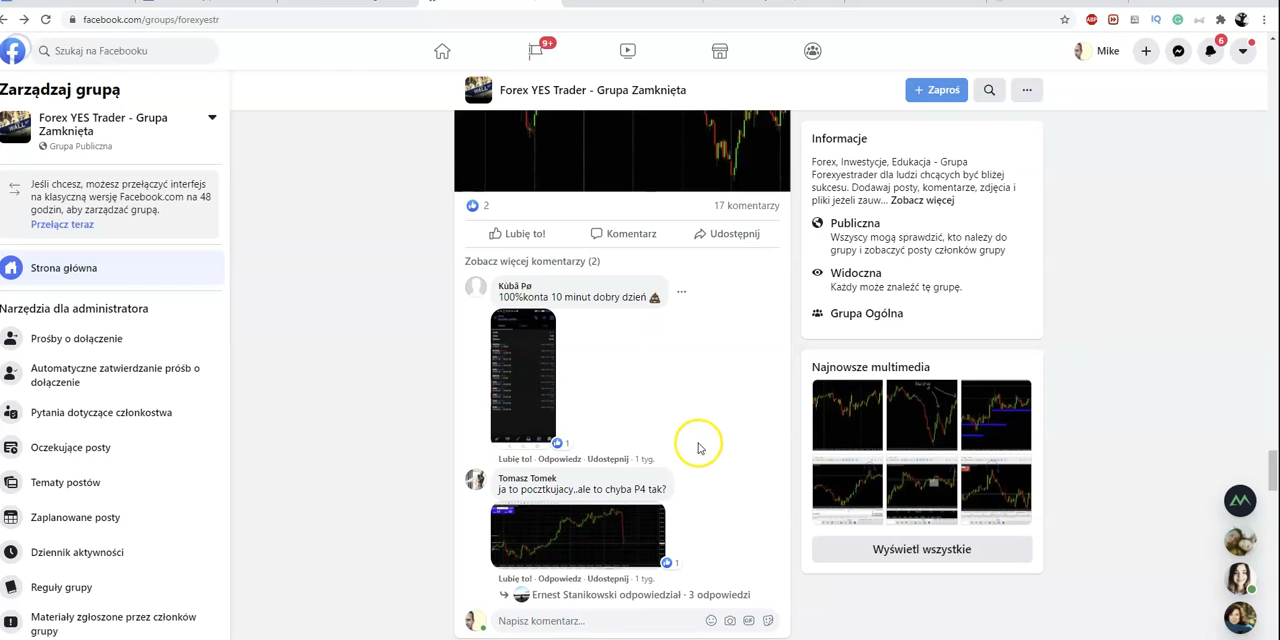 facebook.com/groups/forexyestr
Szukaj na Facebooku
9+
Mike
6
Zarządzaj grupą
Forex YES Trader - Grupa
Zamknięta
Grupa Publiczna
Jeśli chcesz, możesz przełączyć interfejs
na klasyczną wersję Facebook.com na 48
godzin, aby zarządzać grupą.
Przełącz teraz
Strona główna
Narzędzia dla administratora
Prośby o dołączenie
Automatyczne zatwierdzanie próśb o
dołączenie
Pytania dotyczące członkostwa
Oczekujące posty
Tematy postów
Zaplanowane posty
Dziennik aktywności
Reguły grupy
Materiały zgłoszone przez członków
grupy
Forex YES Trader - Grupa Zamknięta
+ Zaproś
2
17 komentarzy
Lubię to!
Komentarz
Udostępnij
Zobacz więcej komentarzy (2)
Kúbã Pø
100%konta 10 minut dobry dzień 💩
1
Lubię to! · Odpowiedz · Udostępnij · 1 tyg.
Tomasz Tomek
ja to pocztkujacy..ale to chyba P4 tak?
1
Lubię to! · Odpowiedz · Udostępnij · 1 tyg.
Ernest Stanikowski odpowiedział · 3 odpowiedzi
Napisz komentarz...
GIF
Informacje
Forex, Inwestycje, Edukacja - Grupa
Forexyestrader dla ludzi chcących być bliżej
sukcesu. Dodawaj posty, komentarze, zdjęcia i
pliki jezeli zauw... Zobacz więcej
Publiczna
Wszyscy mogą sprawdzić, kto należy do
grupy i zobaczyć posty członków grupy
Widoczna
Każdy może znaleźć tę grupę.
Grupa Ogólna
Najnowsze multimedia
Wyświetl wszystkie